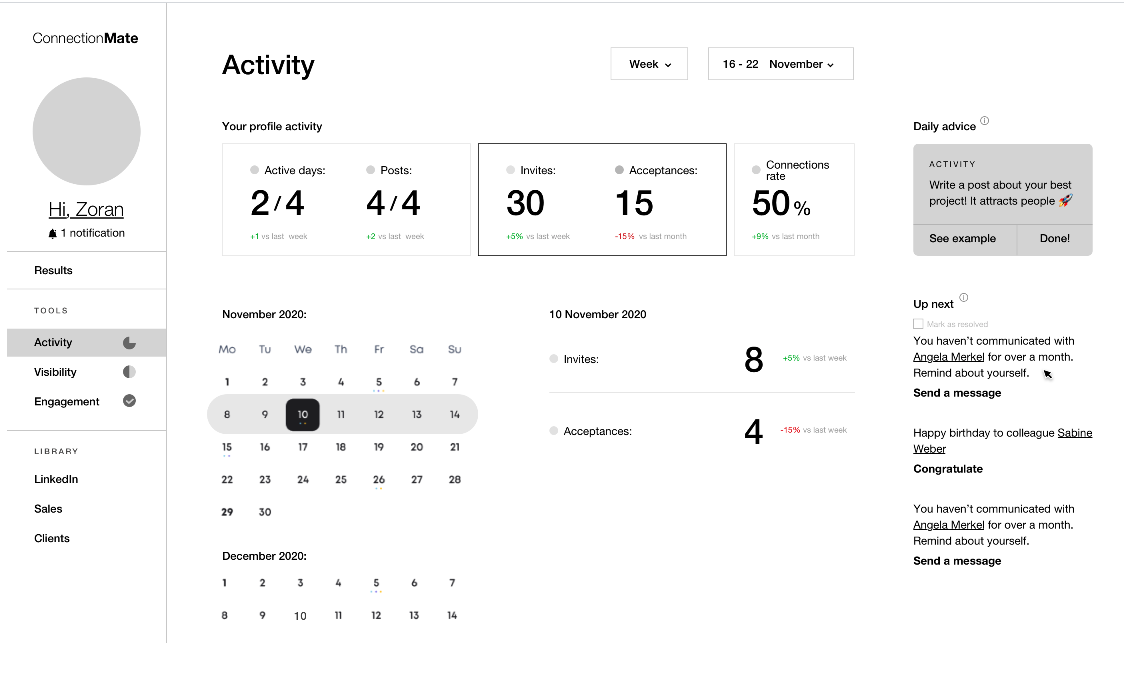 ConnectionMate
Hi, Zoran
1 notification
Results
TOOLS
Activity
Visibility
Engagement
LIBRARY
LinkedIn
Sales
Clients
Activity
Week
16 - 22 November
Your profile activity
Active days:
2/4
+1 vs last week
Posts:
4/4
+2 vs last week
Invites:
30
+5% vs last week
Acceptances:
15
-15% vs last month
Connections
rate
50%
+9% vs last month
November 2020:
Mo Tu We Th Fr Sa Su
1 2 3 4 5 6 7
8 9 10 11 12 13 14
15 16 17 18 19 20 21
22 23 24 25 26 27 28
29 30
December 2020:
1 2 3 4 5 6 7
8 9 10 11 12 13 14
10 November 2020
Invites: 8 +5% vs last week
Acceptances: 4 -15% vs last week
Daily advice
ACTIVITY
Write a post about your best
project! It attracts people 🚀
See example Done!
Up next
Mark as resolved
You haven't communicated with
Angela Merkel for over a month.
Remind about yourself.
Send a message
Happy birthday to colleague Sabine
Weber
Congratulate
You haven't communicated with
Angela Merkel for over a month.
Remind about yourself.
Send a message